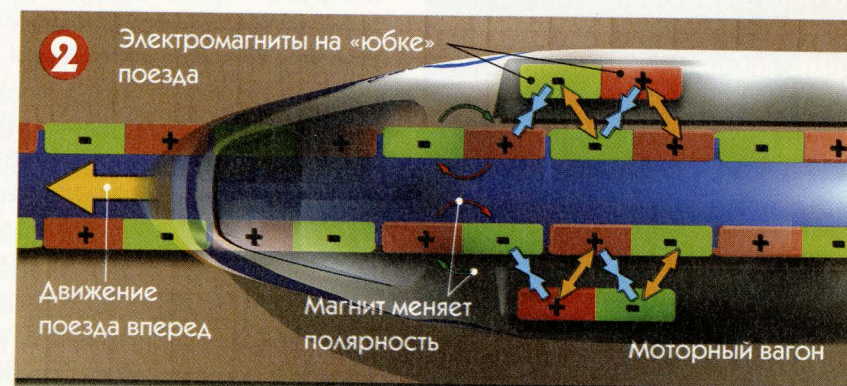 2
Электромагниты на «юбке»
поезда
- +
- + - + - + - +
+ - + - + - + - + -
+ -
Движение
поезда вперед
Магнит меняет
полярность
Моторный вагон